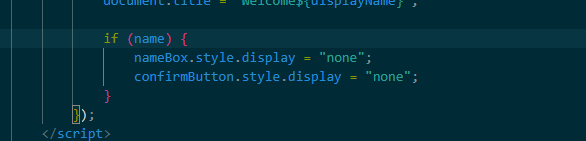 document.title = `Welcome${displayName}`;
if (name) {
nameBox.style.display = "none";
confirmButton.style.display = "none";
}
});
</script>